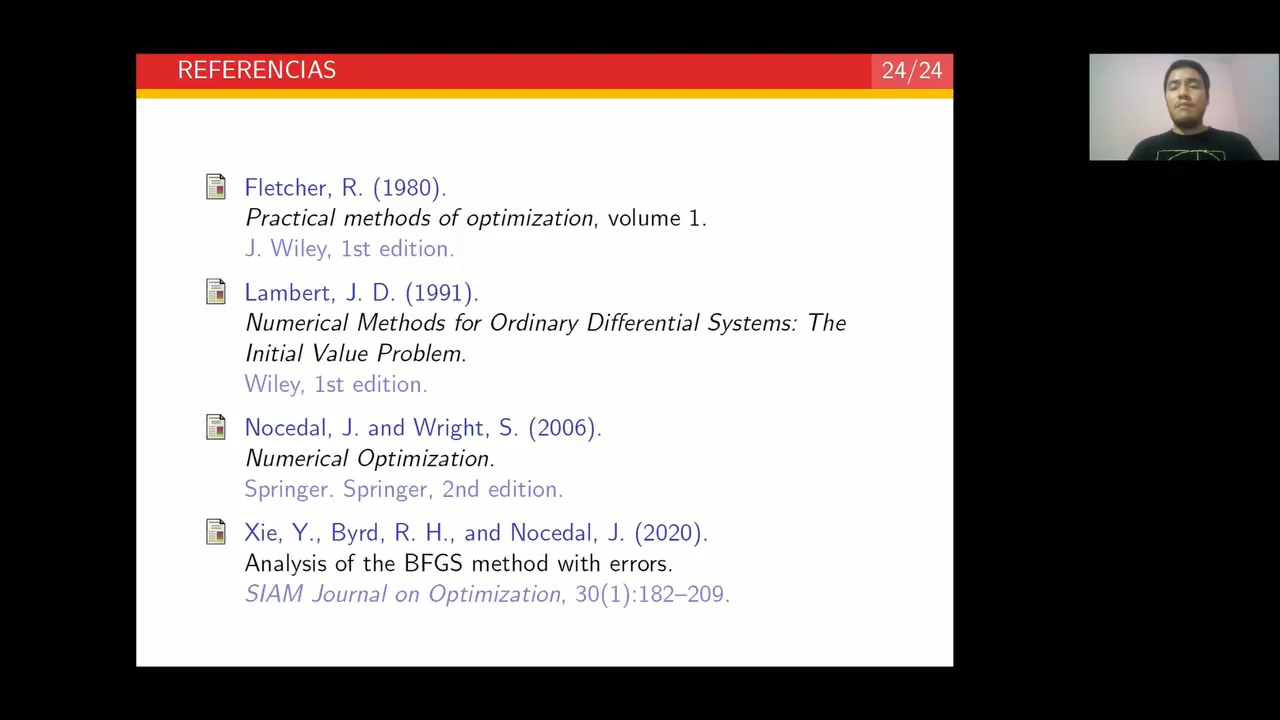 REFERENCIAS
24/24
Fletcher, R. (1980).
Practical methods of optimization, volume 1.
J. Wiley, 1st edition.
Lambert, J. D. (1991).
Numerical Methods for Ordinary Differential Systems: The
Initial Value Problem.
Wiley, 1st edition.
Nocedal, J. and Wright, S. (2006).
Numerical Optimization.
Springer. Springer, 2nd edition.
Xie, Y., Byrd, R. H., and Nocedal, J. (2020).
Analysis of the BFGS method with errors.
SIAM Journal on Optimization, 30(1):182–209.